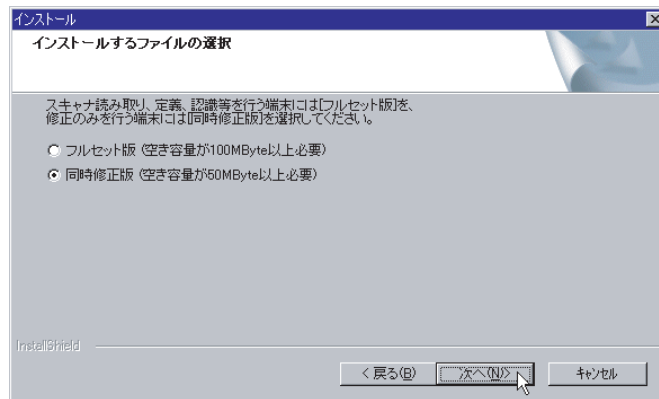 インストール
インストールするファイルの選択
スキャナ読み取り、定義、認識等を行う端末には[フルセット版]を、
修正のみを行う端末には[同時修正版]を選択してください。
フルセット版 (空き容量が100MByte以上必要)
同時修正版 (空き容量が50MByte以上必要)
InstallShield
< 戻る(B)
次へ(N)>
キャンセル